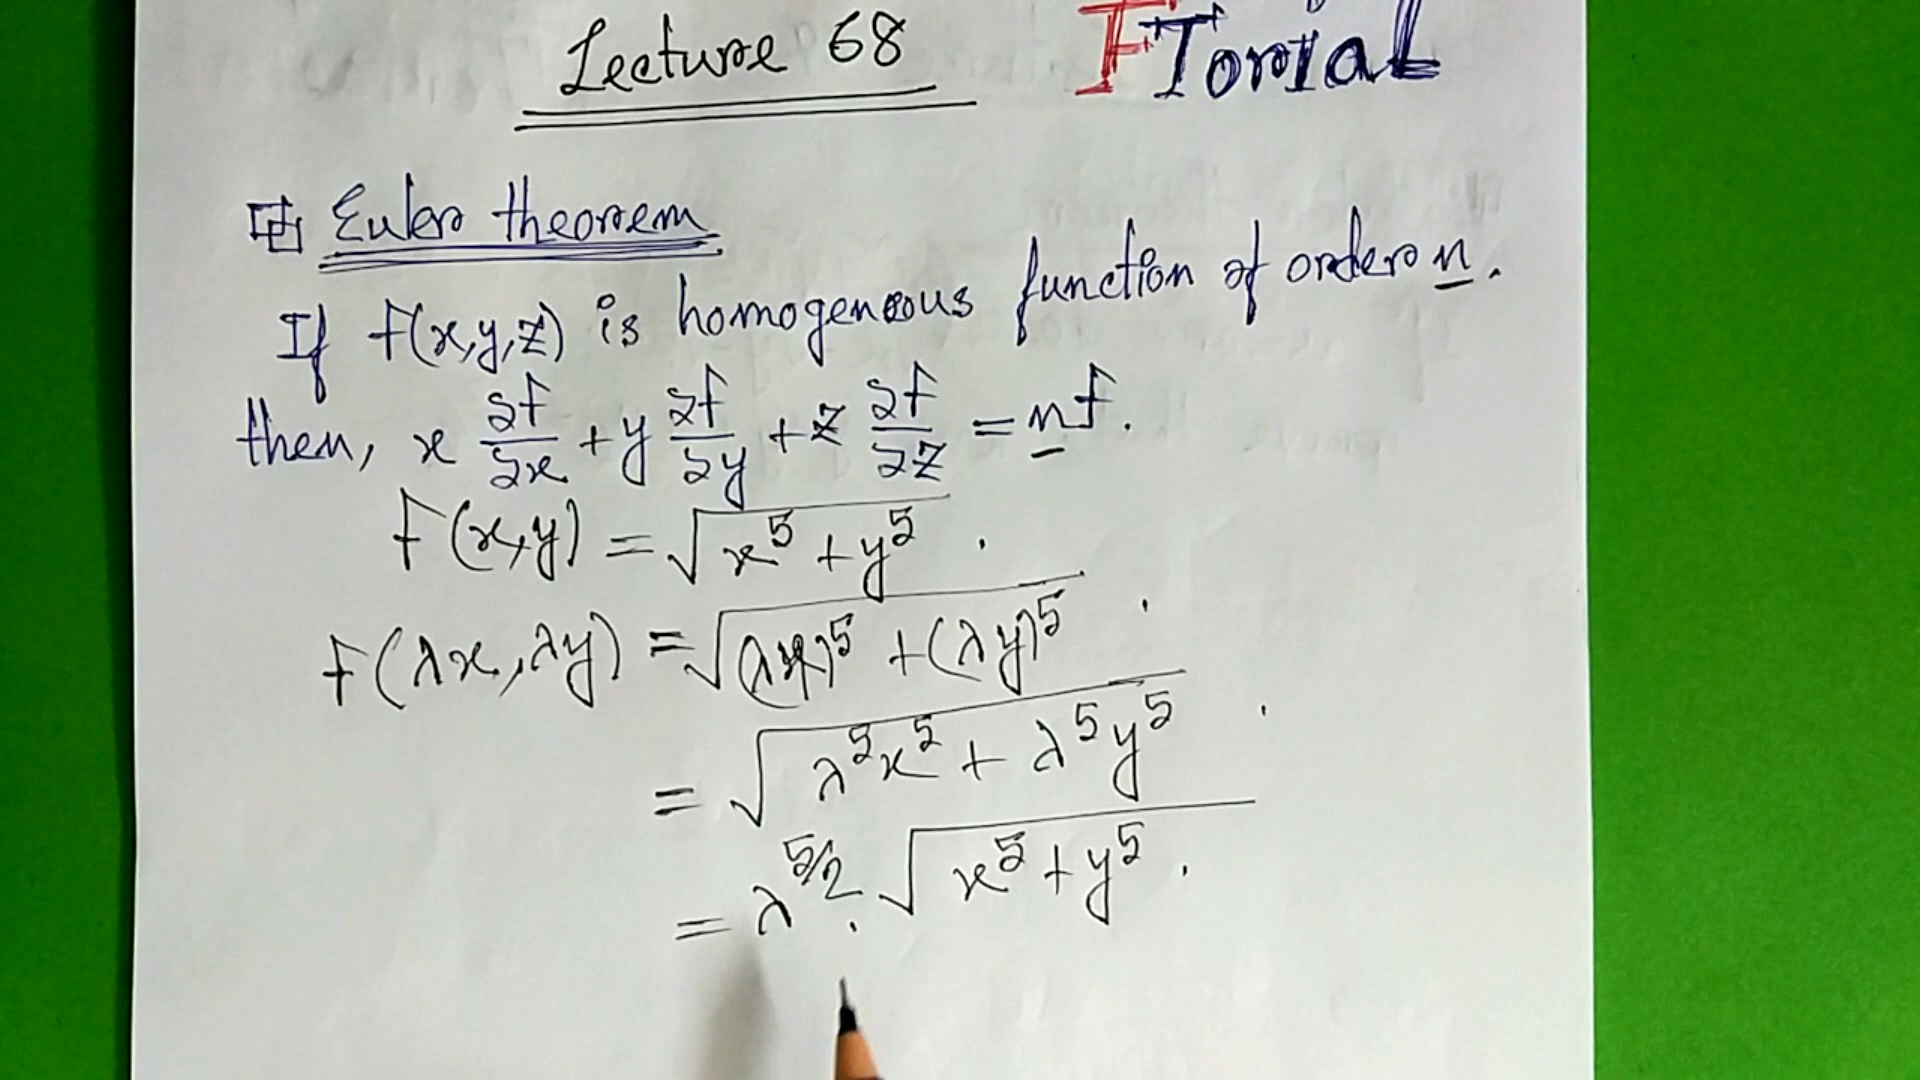 Lecture 68
FTorial
Euler theorem
If f(x,y,z) is homogeneous function of order n.
then, x ∂f/∂x + y ∂f/∂y + z ∂f/∂z = nf.
f(x,y) = √(x⁵ + y⁵) .
f(λx, λy) = √((λx)⁵ + (λy)⁵) .
= √(λ⁵x⁵ + λ⁵y⁵) .
= λ^(5/2) . √(x⁵ + y⁵) .